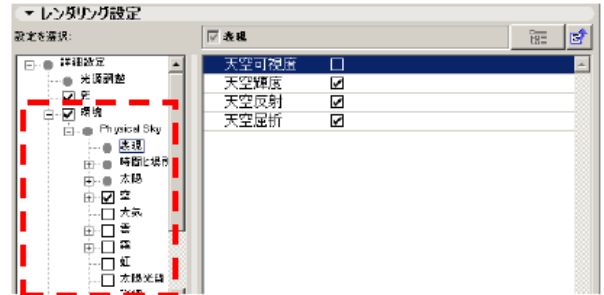 レンダリング設定
設定を選択:
表現
詳細設定
光源調整
光
環境
Physical Sky
表現
時間と場所
太陽
空
大気
雲
霧
虹
太陽光
天空可視度
天空輝度
天空反射
天空屈折